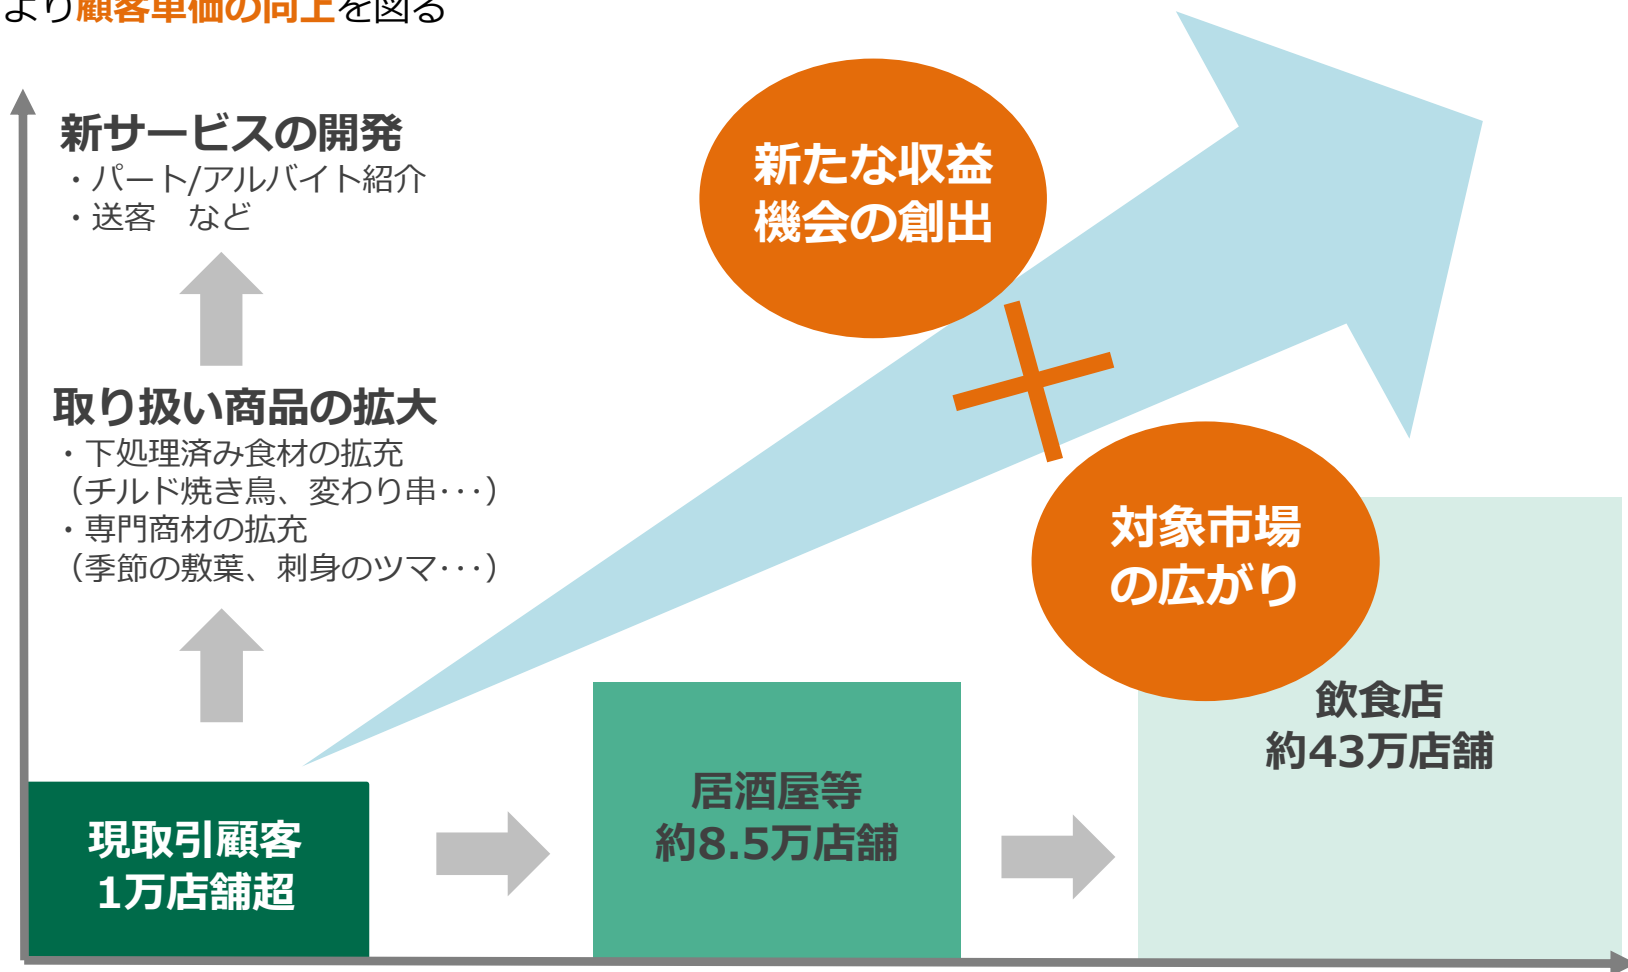 より顧客単価の向上を図る
新サービスの開発
・パート/アルバイト紹介
・送客　など
取り扱い商品の拡大
・下処理済み食材の拡充
（チルド焼き鳥、変わり串･･･）
・専門商材の拡充
（季節の敷葉、刺身のツマ･･･）
新たな収益
機会の創出
対象市場
の広がり
現取引顧客
1万店舗超
居酒屋等
約8.5万店舗
飲食店
約43万店舗